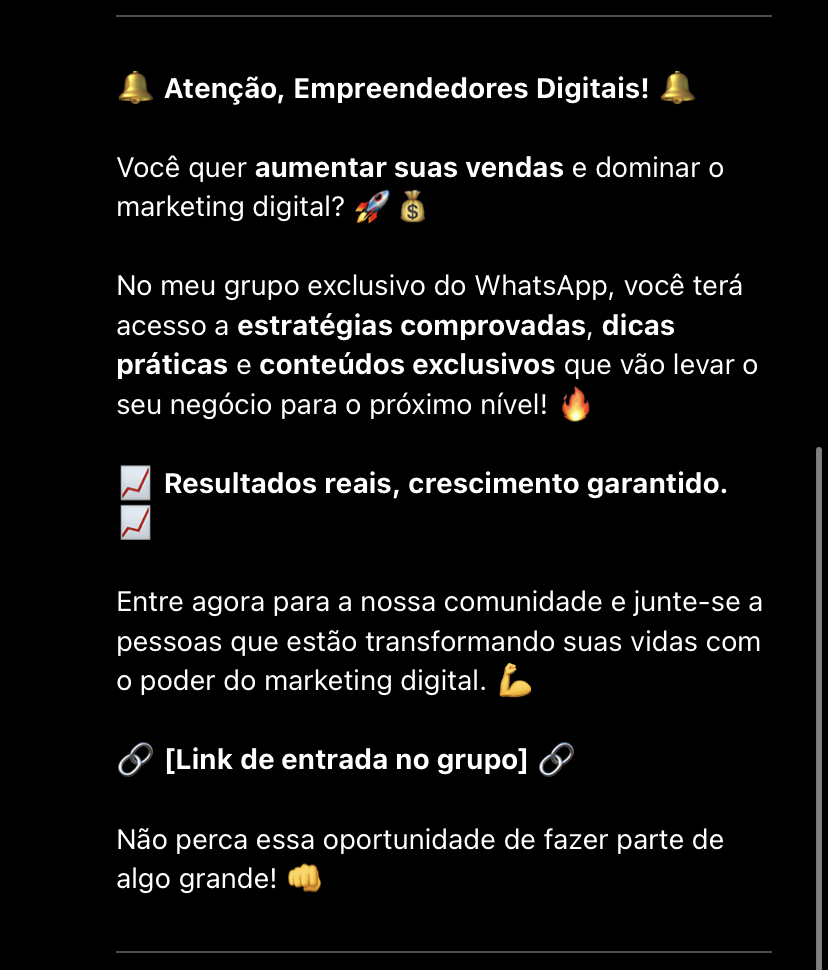 🔔 Atenção, Empreendedores Digitais! 🔔
Você quer aumentar suas vendas e dominar o
marketing digital? 🚀💰
No meu grupo exclusivo do WhatsApp, você terá
acesso a estratégias comprovadas, dicas
práticas e conteúdos exclusivos que vão levar o
seu negócio para o próximo nível! 🔥
📈 Resultados reais, crescimento garantido.
📈
Entre agora para a nossa comunidade e junte-se a
pessoas que estão transformando suas vidas com
o poder do marketing digital. 💪
🔗 [Link de entrada no grupo] 🔗
Não perca essa oportunidade de fazer parte de
algo grande! 👊